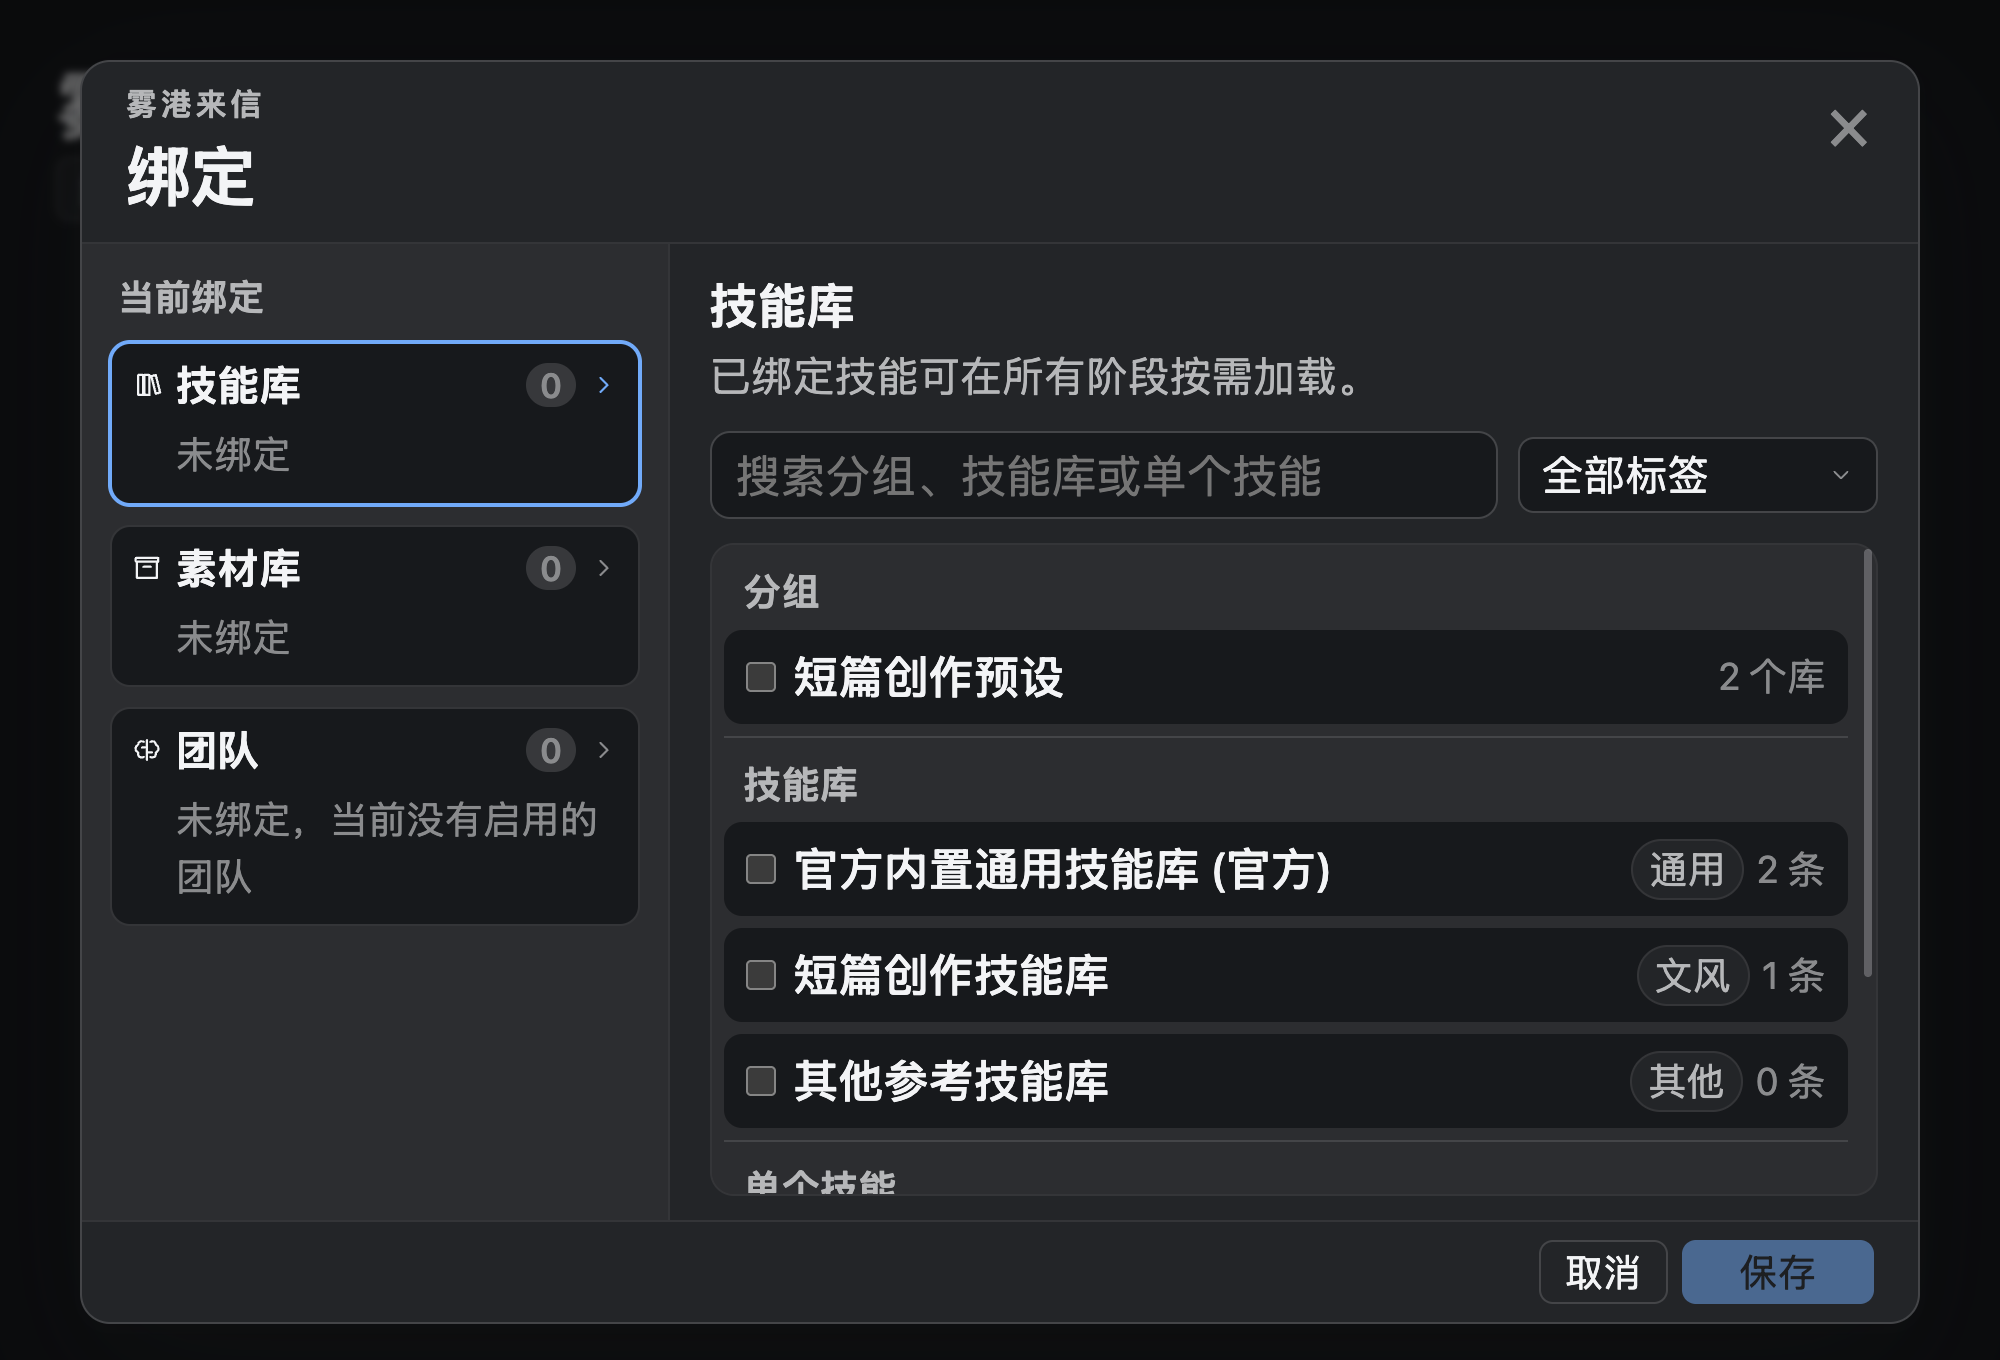 雾港来信
绑定
当前绑定
技能库 0
未绑定
素材库 0
未绑定
团队 0
未绑定，当前没有启用的
团队
技能库
已绑定技能可在所有阶段按需加载。
搜索分组、技能库或单个技能 全部标签
分组
短篇创作预设 2 个库
技能库
官方内置通用技能库 (官方) 通用 2 条
短篇创作技能库 文风 1 条
其他参考技能库 其他 0 条
单个技能
取消 保存